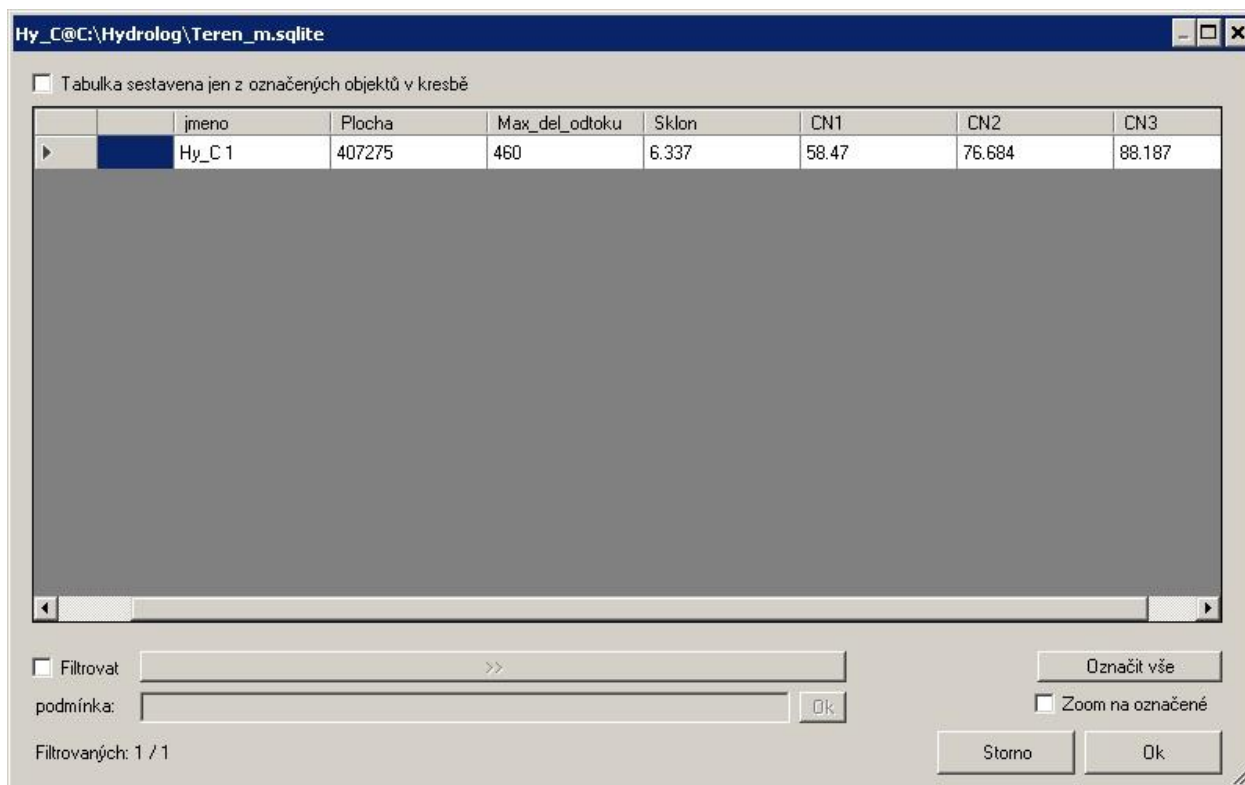 Hy_C@C:\Hydrolog\Teren_m.sqlite
Tabulka sestavena jen z označených objektů v kresbě
jmeno Plocha Max_del_odtoku Sklon CN1 CN2 CN3
Hy_C 1 407275 460 6.337 58.47 76.684 88.187
Filtrovat >> Označit vše
podmínka: Ok Zoom na označené
Filtrovaných: 1 / 1 Storno Ok